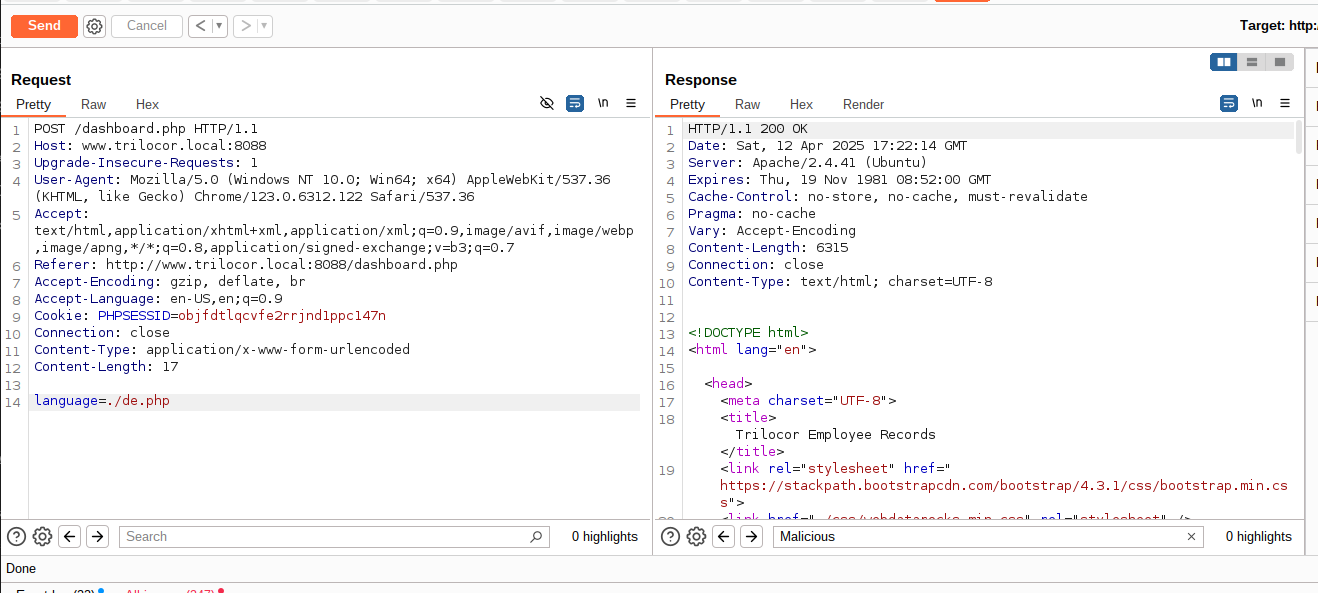 Send
Cancel
<
>
Target: http:/
Request
Response
Pretty
Raw
Hex
\n
Pretty
Raw
Hex
Render
\n
1 POST /dashboard.php HTTP/1.1
2 Host: www.trilocor.local:8088
3 Upgrade-Insecure-Requests: 1
4 User-Agent: Mozilla/5.0 (Windows NT 10.0; Win64; x64) AppleWebKit/537.36
(KHTML, like Gecko) Chrome/123.0.6312.122 Safari/537.36
5 Accept:
text/html,application/xhtml+xml,application/xml;q=0.9,image/avif,image/webp
,image/apng,*/*;q=0.8,application/signed-exchange;v=b3;q=0.7
6 Referer: http://www.trilocor.local:8088/dashboard.php
7 Accept-Encoding: gzip, deflate, br
8 Accept-Language: en-US,en;q=0.9
9 Cookie: PHPSESSID=objfdtlqcvfe2rrjnd1ppc147n
10 Connection: close
11 Content-Type: application/x-www-form-urlencoded
12 Content-Length: 17
13
14 language=./de.php
1 HTTP/1.1 200 OK
2 Date: Sat, 12 Apr 2025 17:22:14 GMT
3 Server: Apache/2.4.41 (Ubuntu)
4 Expires: Thu, 19 Nov 1981 08:52:00 GMT
5 Cache-Control: no-store, no-cache, must-revalidate
6 Pragma: no-cache
7 Vary: Accept-Encoding
8 Content-Length: 6315
9 Connection: close
10 Content-Type: text/html; charset=UTF-8
11
12
13 <!DOCTYPE html>
14 <html lang="en">
15
16 <head>
17 <meta charset="UTF-8">
18 <title>
Trilocor Employee Records
</title>
19 <link rel="stylesheet" href="
https://stackpath.bootstrapcdn.com/bootstrap/4.3.1/css/bootstrap.min.cs
s">
Search
0 highlights
Malicious
0 highlights
Done